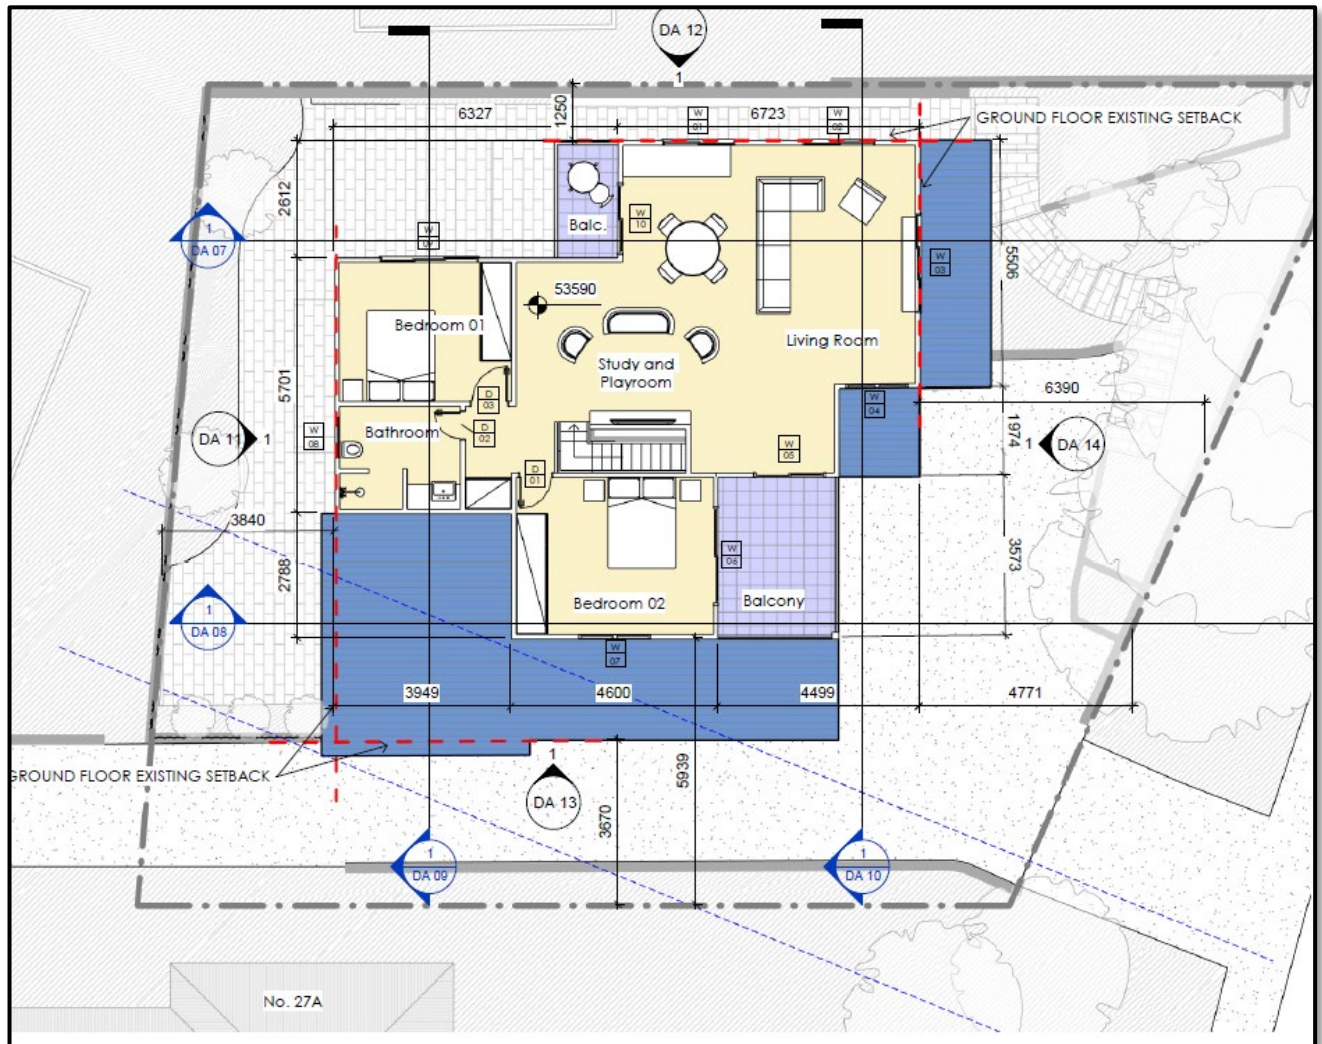 DA 12
1
6327
1250
6723
W
01
W
02
GROUND FLOOR EXISTING SETBACK
2612
1
DA 07
W
09
Balc.
W
10
W
03
5506
53590
Bedroom 01
Living Room
Study and
Playroom
5701
6390
D
03
W
04
DA 11
1
W
08
Bathroom
D
02
1974
1
DA 14
W
05
D
01
3840
2788
W
06
3573
Bedroom 02
Balcony
1
DA 08
W
07
3949
4600
4499
4771
GROUND FLOOR EXISTING SETBACK
1
DA 13
5939
3670
1
DA 09
1
DA 10
No. 27A